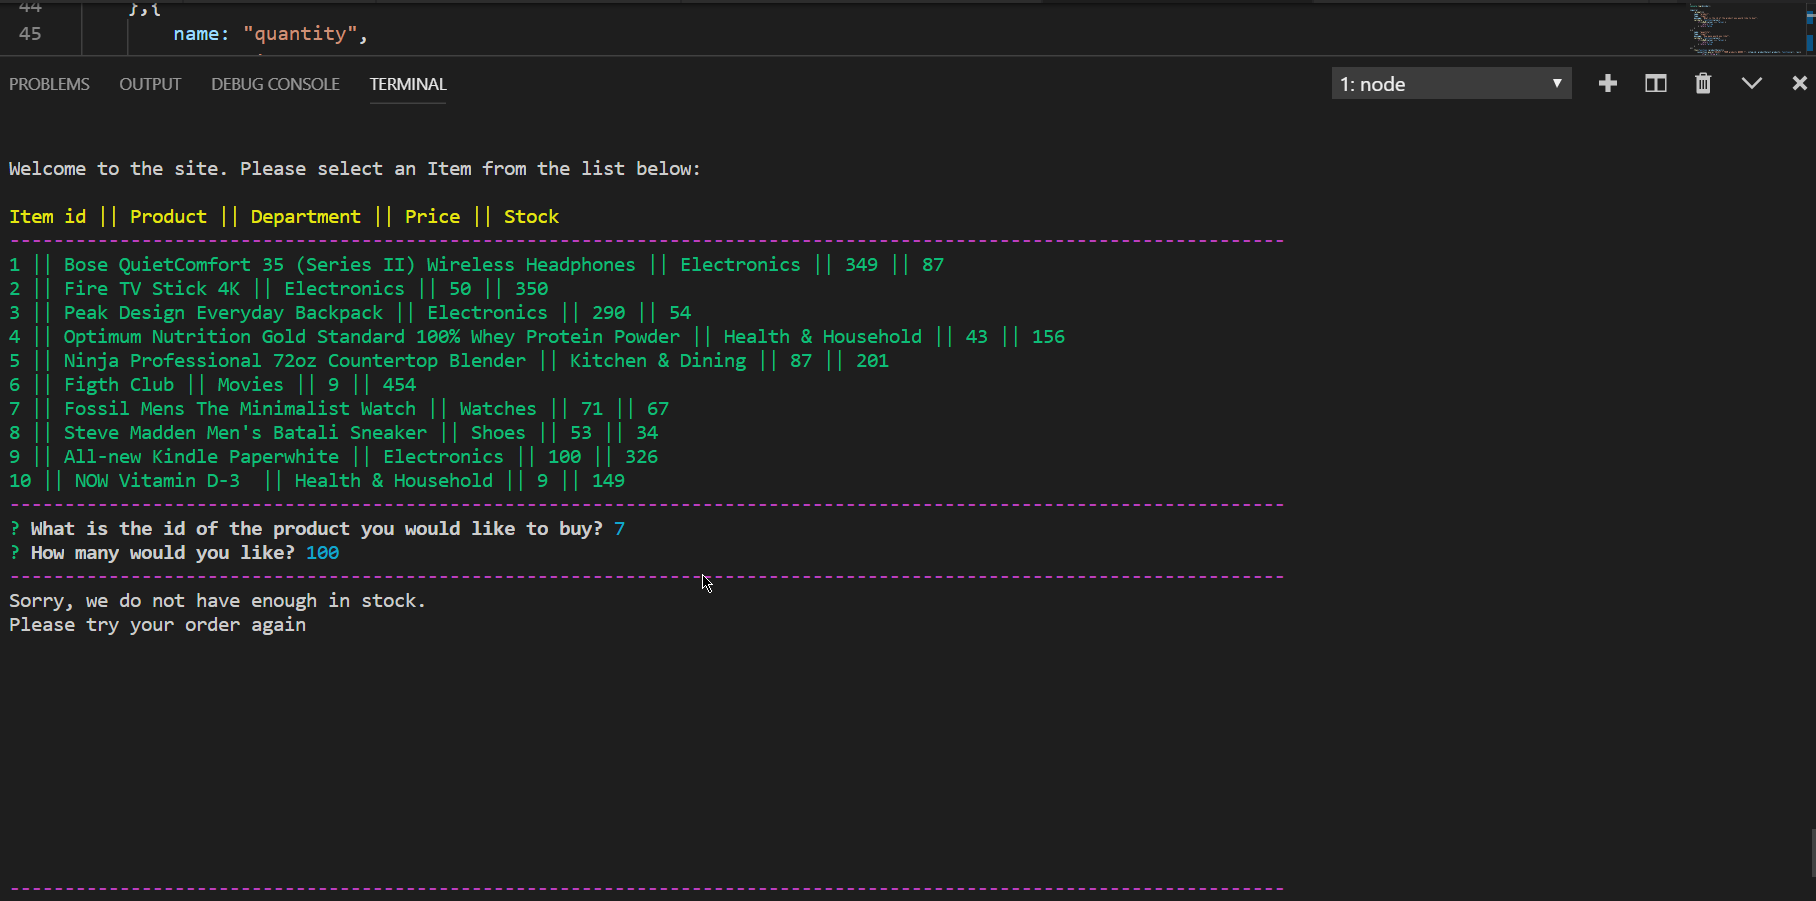 44 },{
45 name: "quantity",
PROBLEMS OUTPUT DEBUG CONSOLE TERMINAL 1: node
Welcome to the site. Please select an Item from the list below:
Item id || Product || Department || Price || Stock
1 || Bose QuietComfort 35 (Series II) Wireless Headphones || Electronics || 349 || 87
2 || Fire TV Stick 4K || Electronics || 50 || 350
3 || Peak Design Everyday Backpack || Electronics || 290 || 54
4 || Optimum Nutrition Gold Standard 100% Whey Protein Powder || Health & Household || 43 || 156
5 || Ninja Professional 72oz Countertop Blender || Kitchen & Dining || 87 || 201
6 || Figth Club || Movies || 9 || 454
7 || Fossil Mens The Minimalist Watch || Watches || 71 || 67
8 || Steve Madden Men's Batali Sneaker || Shoes || 53 || 34
9 || All-new Kindle Paperwhite || Electronics || 100 || 326
10 || NOW Vitamin D-3  || Health & Household || 9 || 149
? What is the id of the product you would like to buy? 7
? How many would you like? 100
Sorry, we do not have enough in stock.
Please try your order again